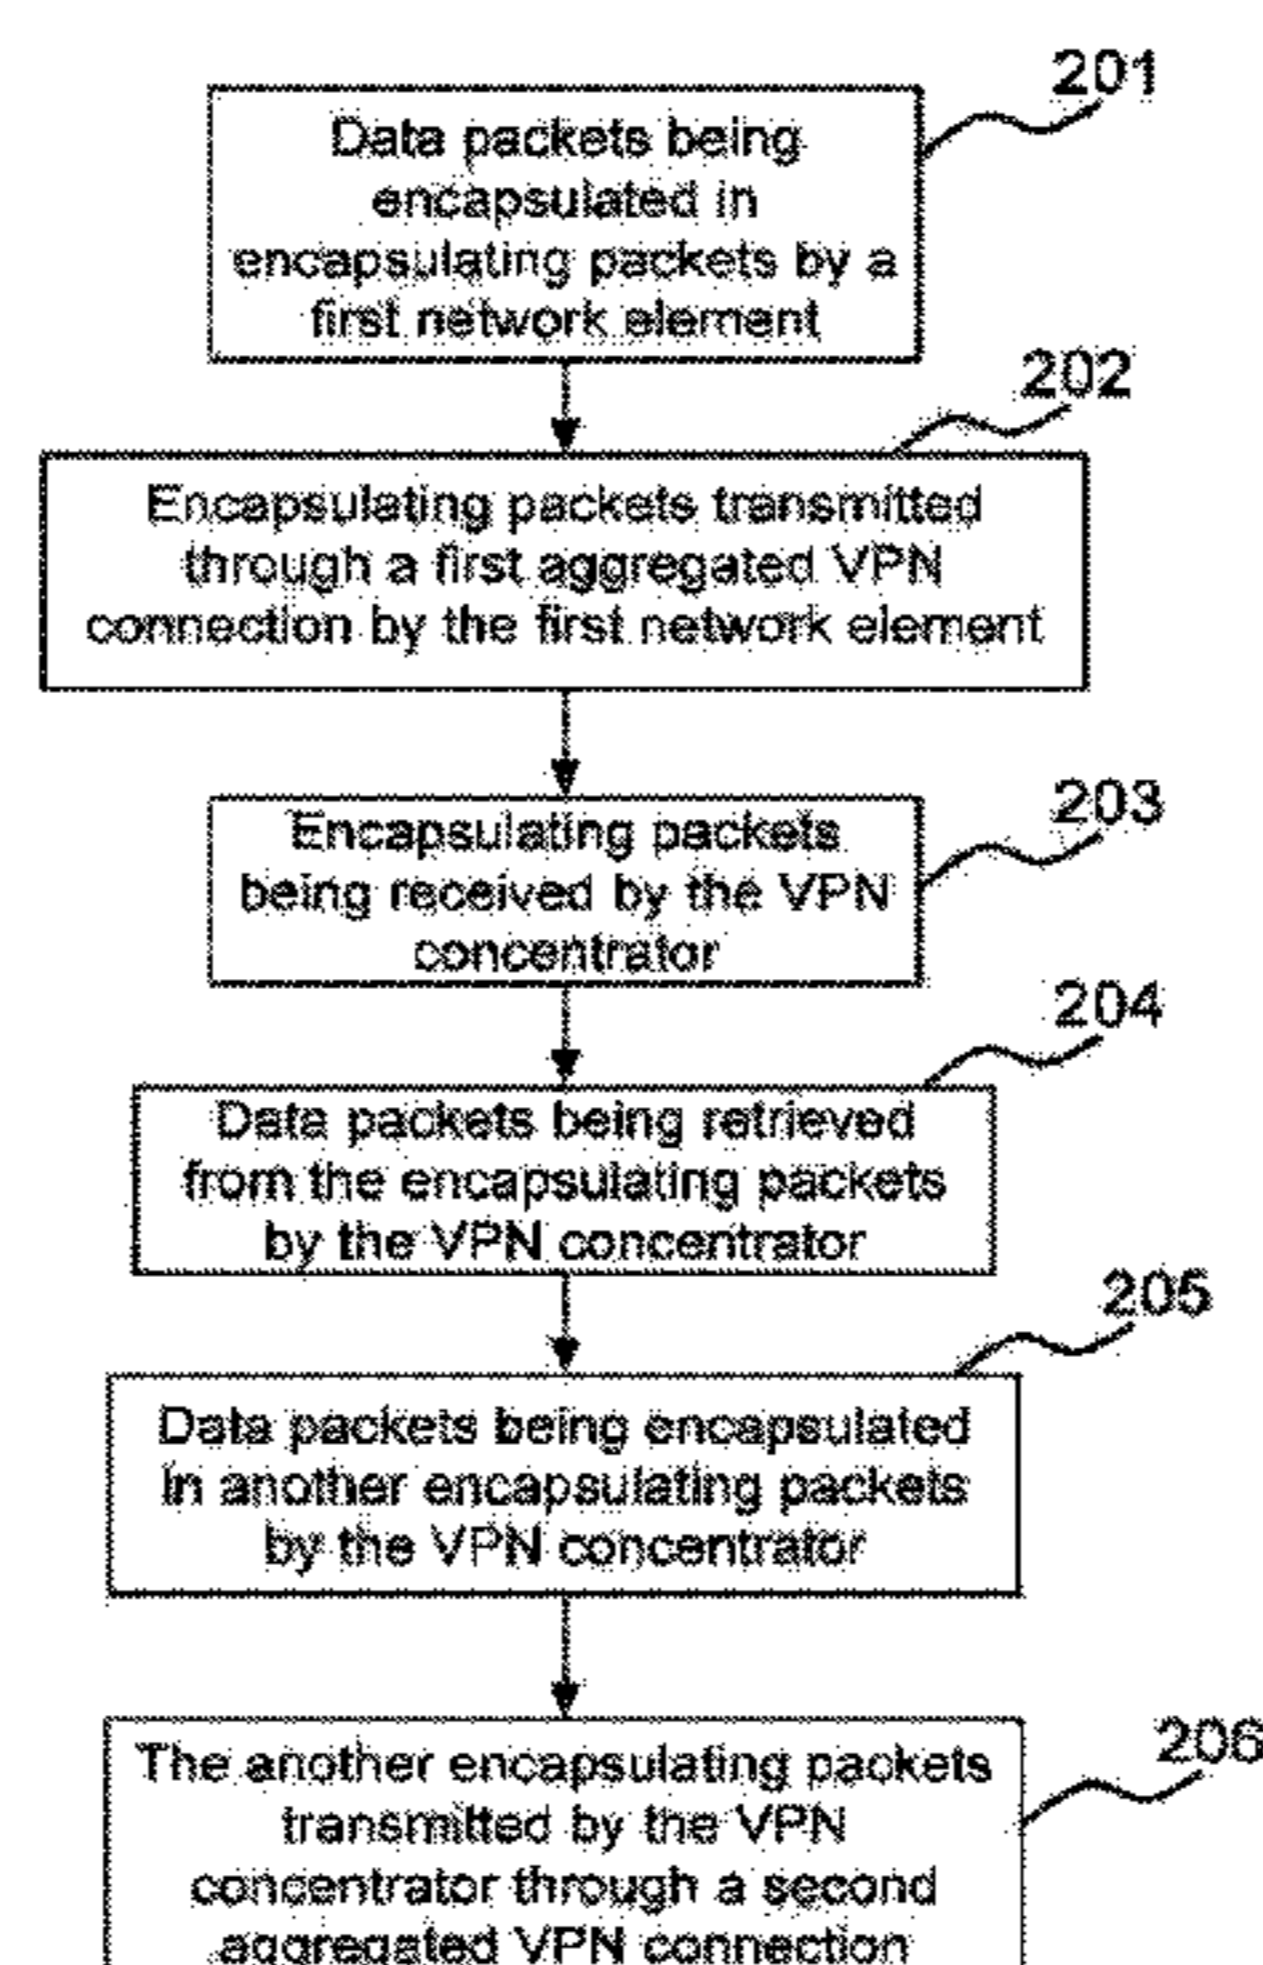 201
Data packets being
encapsulated in
encapsulating packets by a
first network element
202
Encapsulating packets transmitted
through a first aggregated VPN
connection by the first network element
203
Encapsulating packets
being received by the VPN
concentrator
204
Data packets being retrieved
from the encapsulating packets
by the VPN concentrator
205
Data packets being encapsulated
in another encapsulating packets
by the VPN concentrator
206
The another encapsulating packets
transmitted by the VPN
concentrator through a second
aggregated VPN connection